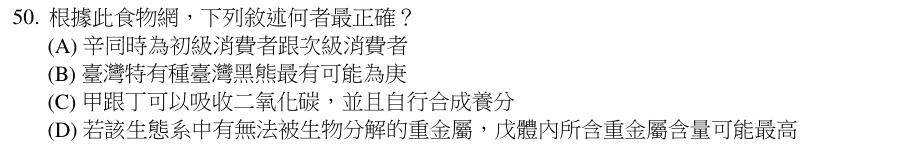 50. 根據此食物網，下列敘述何者最正確？
(A) 辛同時為初級消費者跟次級消費者
(B) 臺灣特有種臺灣黑熊最有可能為庚
(C) 甲跟丁可以吸收二氧化碳，並且自行合成養分
(D) 若該生態系中有無法被生物分解的重金屬，戊體內所含重金屬含量可能最高